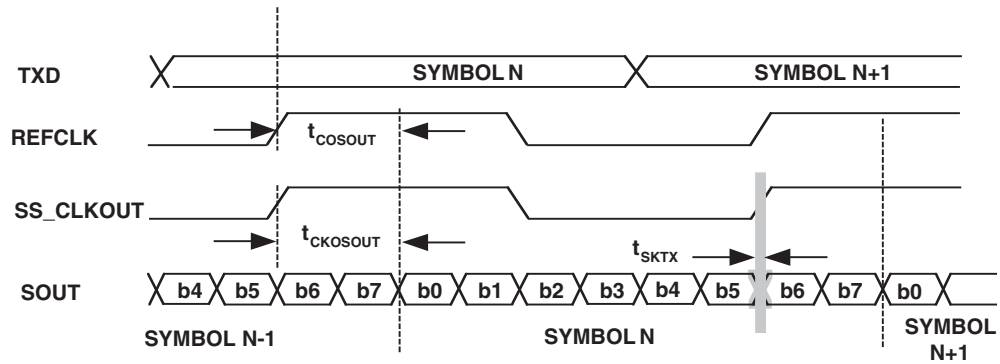 TXD SYMBOL N SYMBOL N+1
REFCLK tCOSOUT
SS_CLKOUT tCKOSOUT
tSKTX
SOUT b4 b5 b6 b7 b0 b1 b2 b3 b4 b5 b6 b7 b0
SYMBOL N-1 SYMBOL N SYMBOL
N+1